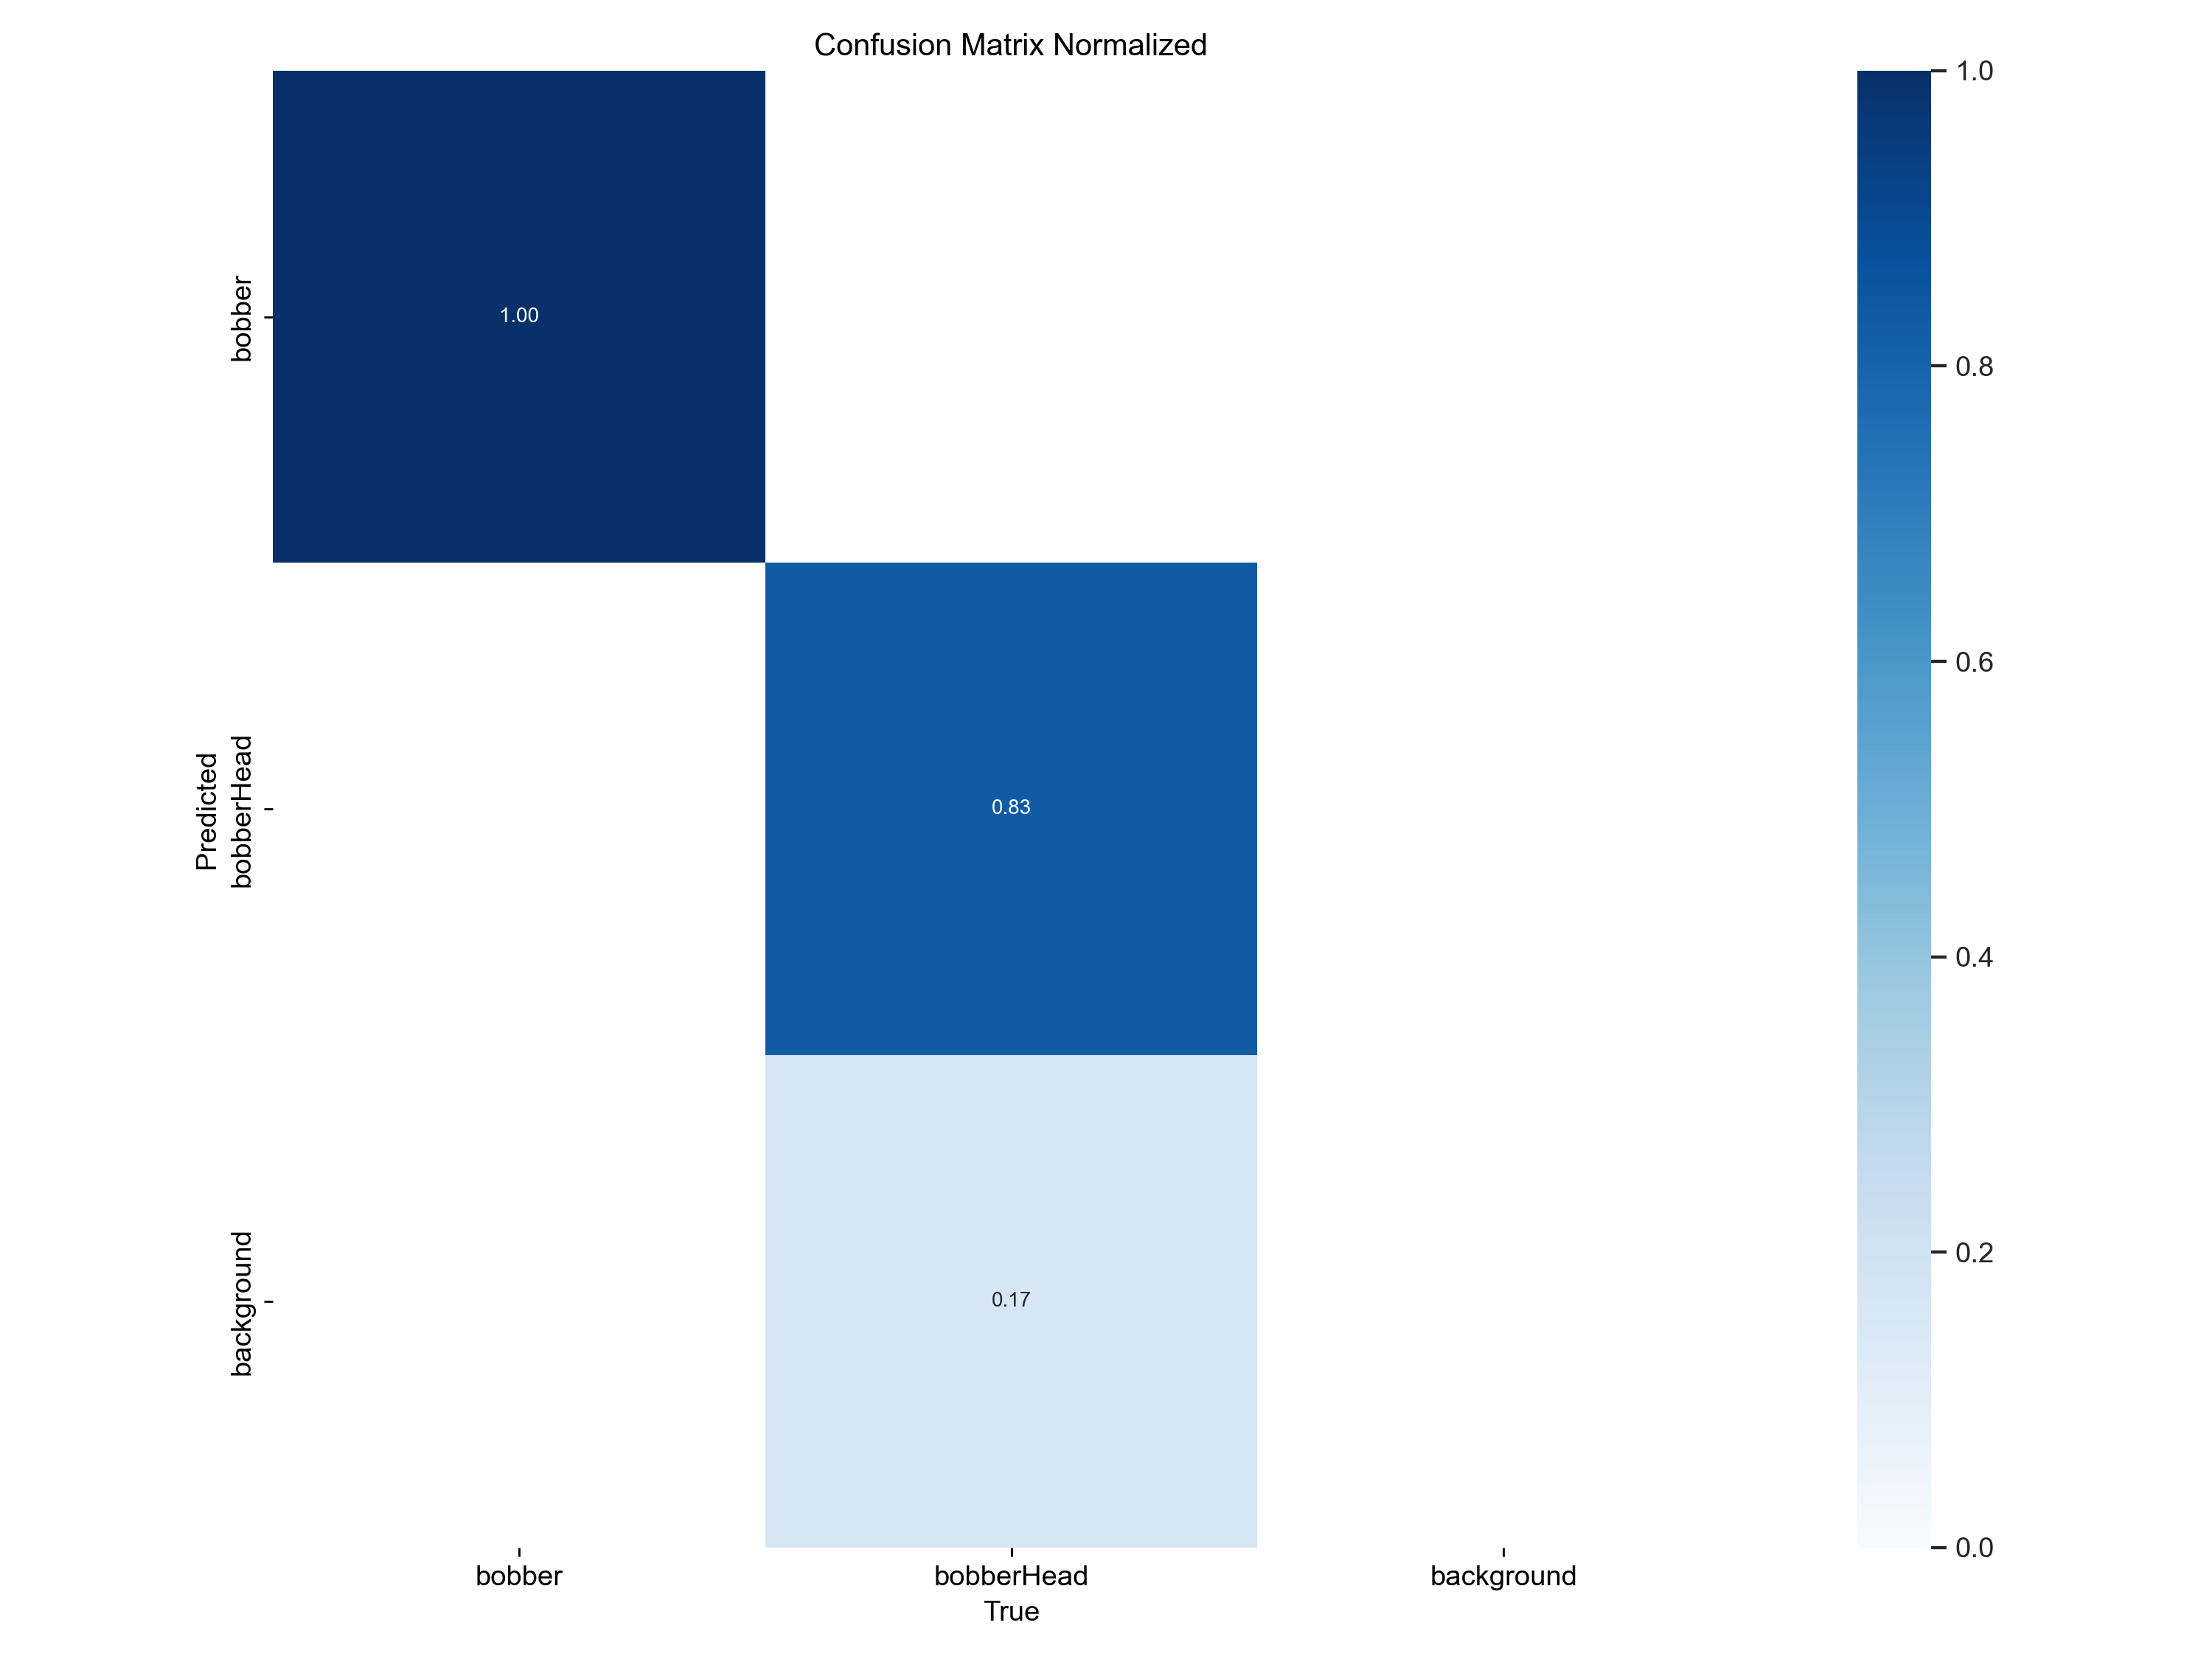 Confusion Matrix Normalized
1.0
0.8
0.6
0.4
0.2
0.0
Predicted
bobber
bobberHead
background
1.00
0.83
0.17
bobber
bobberHead
background
True